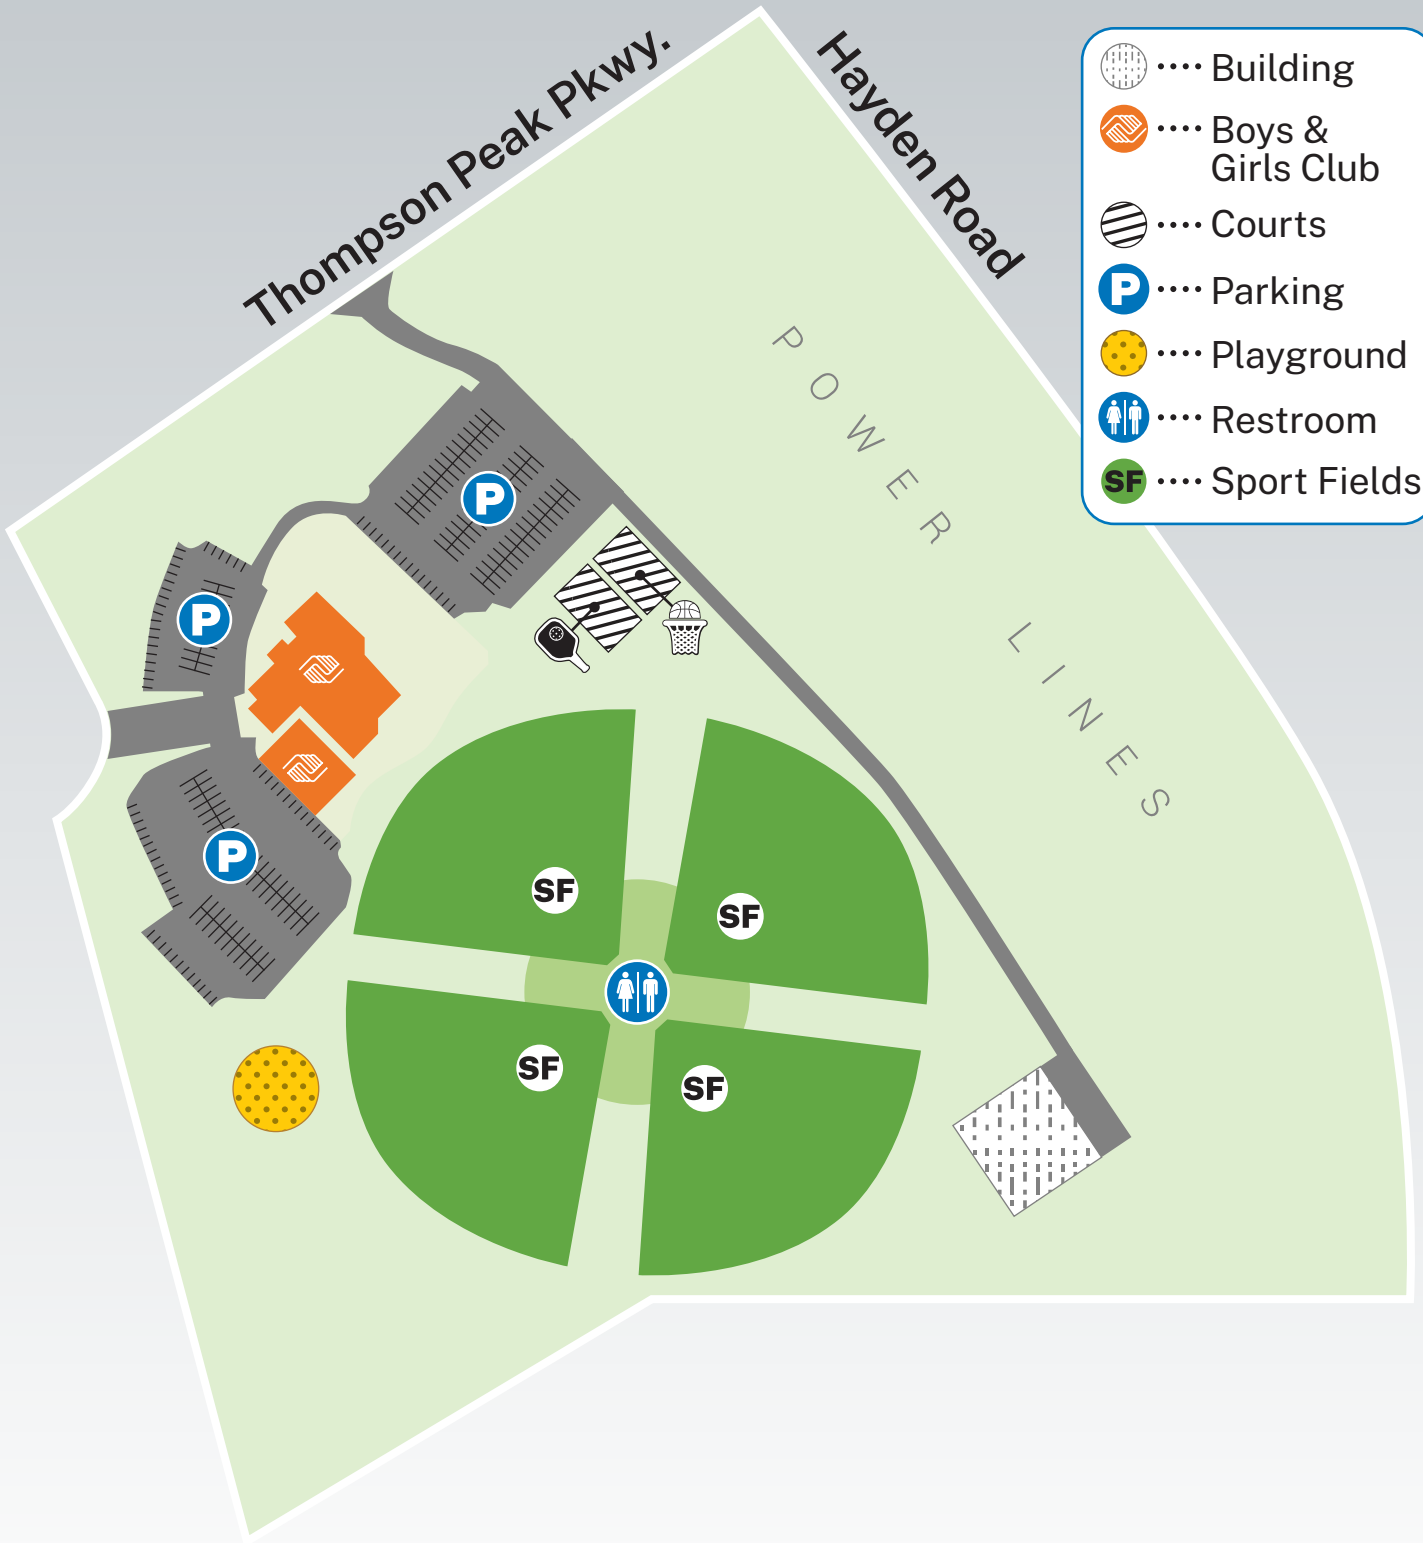 Thompson Peak Pkwy.
Hayden Road
Building
Boys &
Girls Club
Courts
P
Parking
Playground
Restroom
SF
Sport Fields
POWER LINES
P
P
P
SF
SF
SF
SF